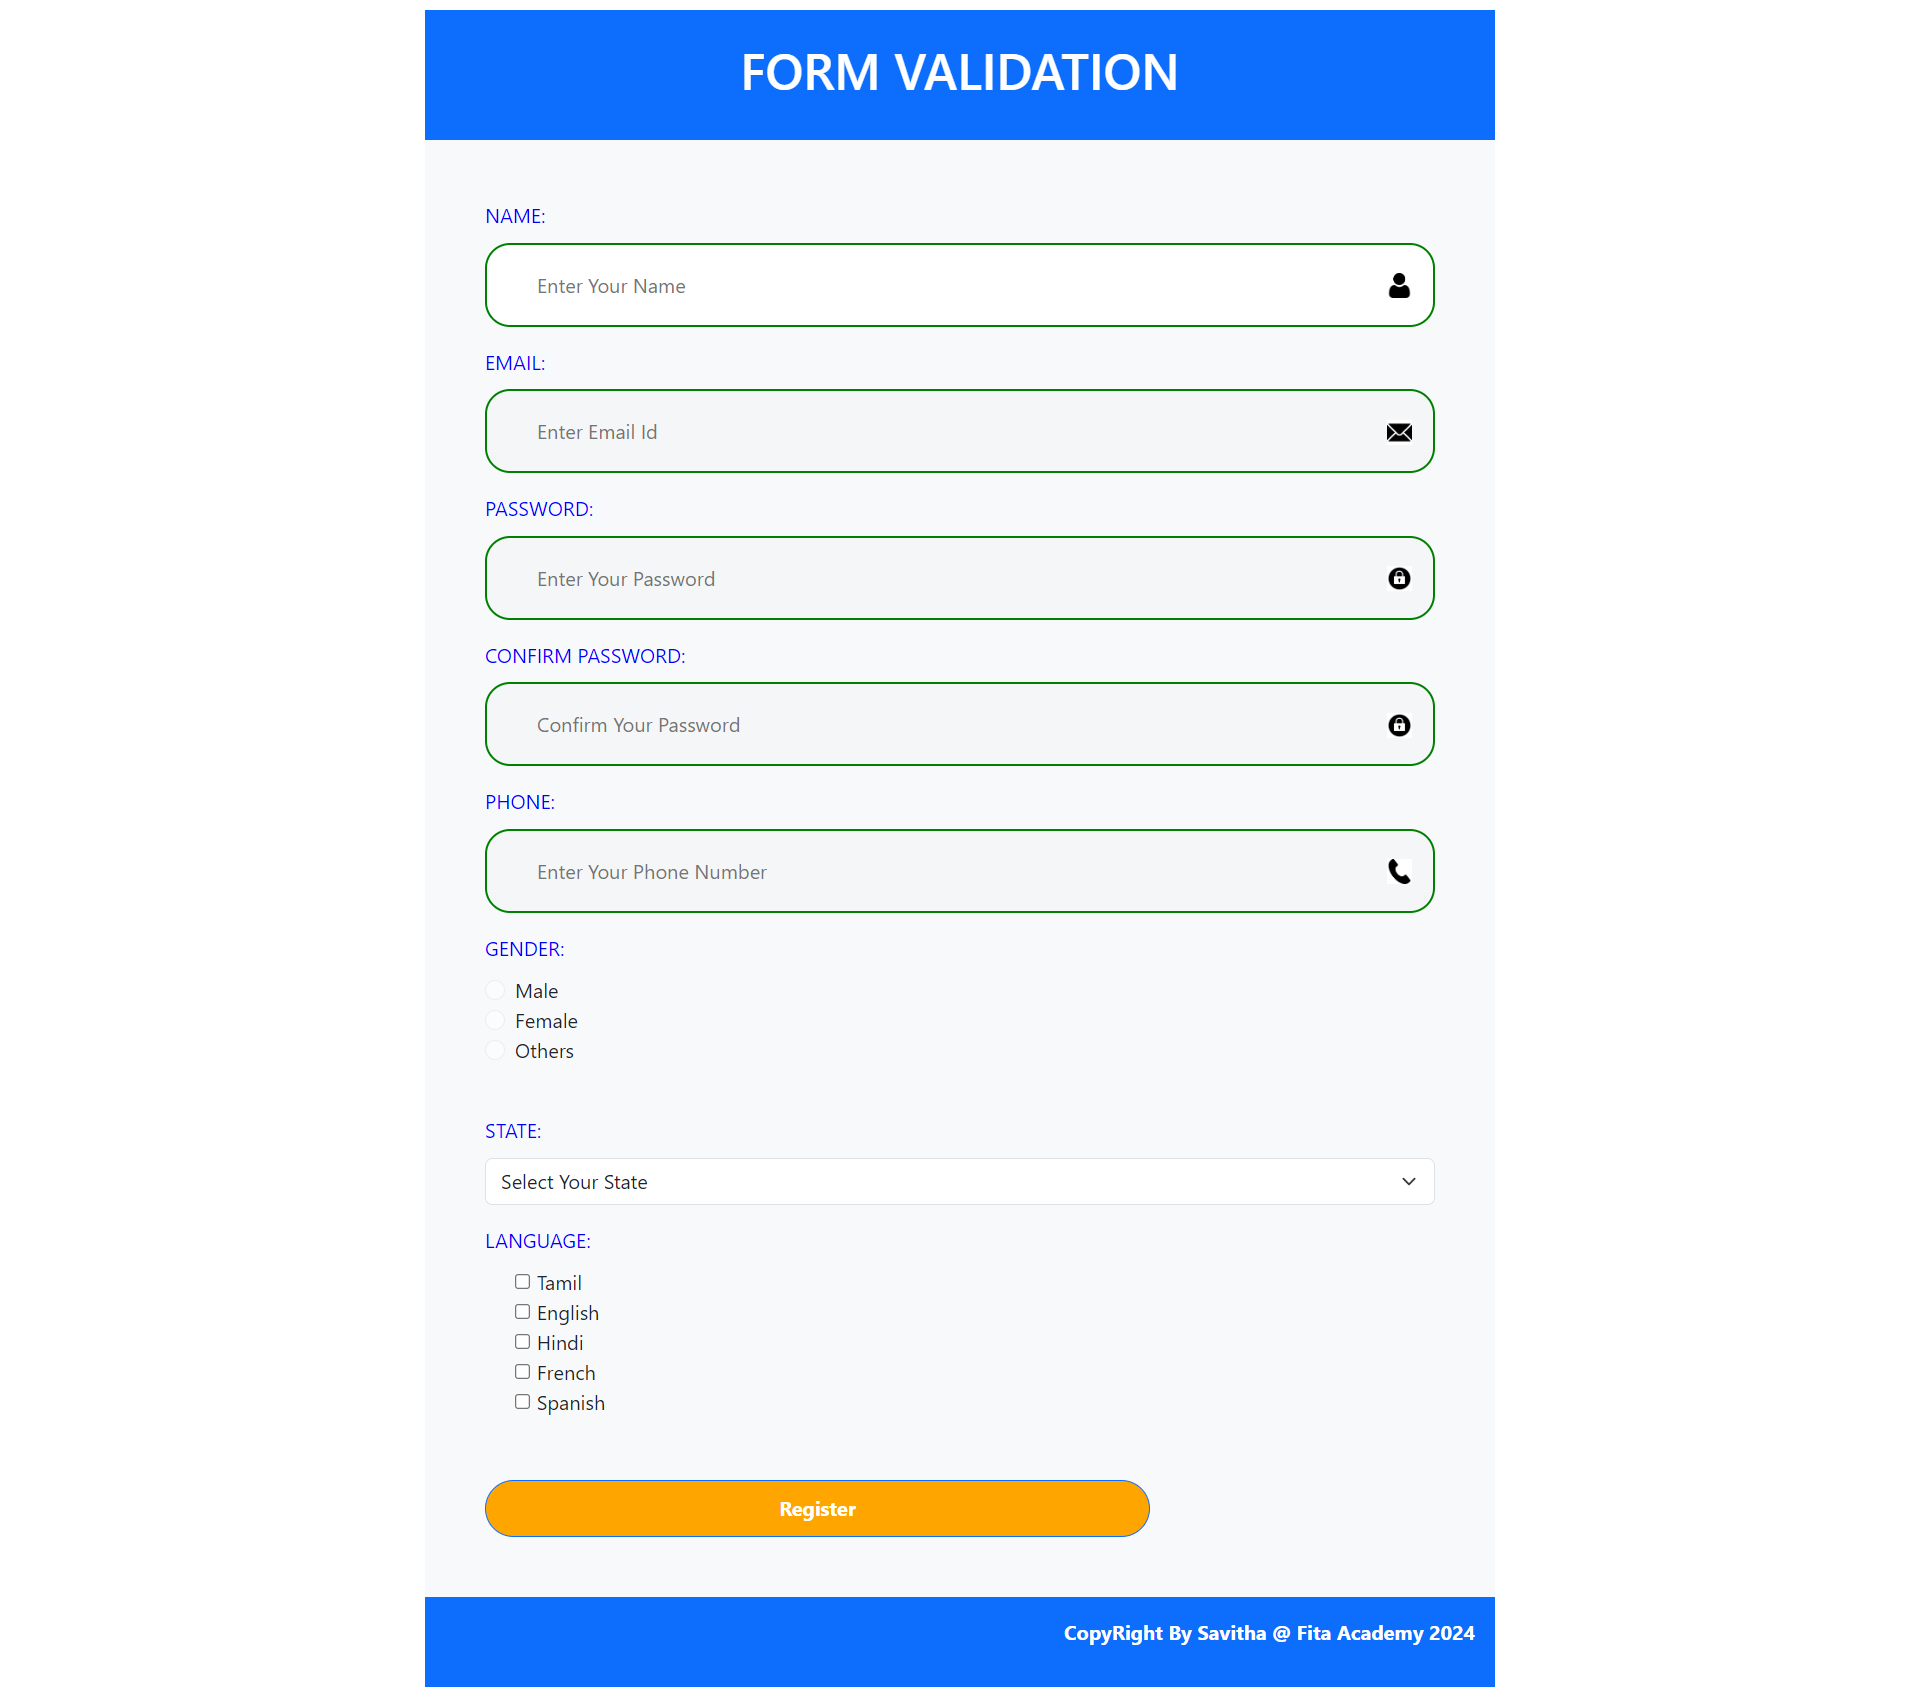 FORM VALIDATION
NAME:
Enter Your Name
EMAIL:
Enter Email Id
PASSWORD:
Enter Your Password
CONFIRM PASSWORD:
Confirm Your Password
PHONE:
Enter Your Phone Number
GENDER:
Male
Female
Others
STATE:
Select Your State
LANGUAGE:
Tamil
English
Hindi
French
Spanish
Register
CopyRight By Savitha @ Fita Academy 2024